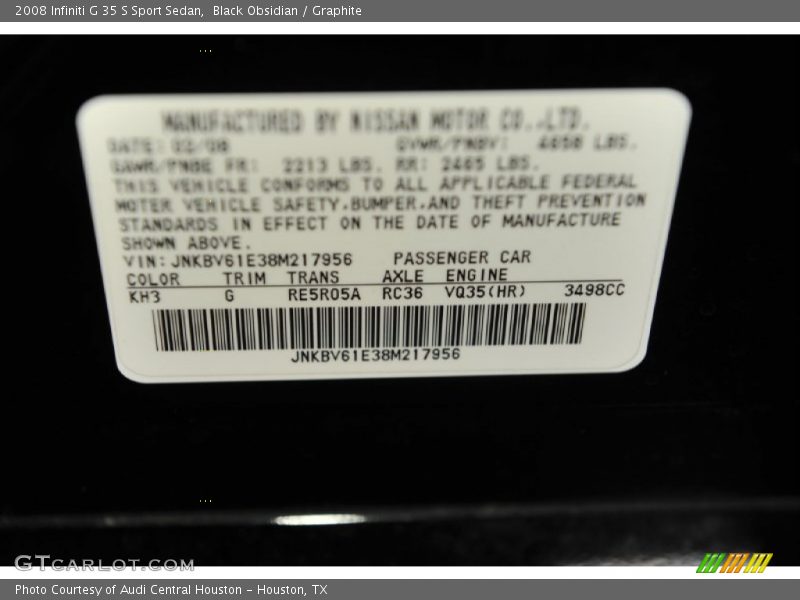 2008 Infiniti G 35 S Sport Sedan, Black Obsidian / Graphite
MANUFACTURED BY NISSAN MOTOR CO.,LTD.
DATE: 02/08 GVWR/PNBV: 4650 LBS.
GAWR/PNBE FR: 2213 LBS. RR: 2465 LBS.
THIS VEHICLE CONFORMS TO ALL APPLICABLE FEDERAL
MOTER VEHICLE SAFETY,BUMPER,AND THEFT PREVENTION
STANDARDS IN EFFECT ON THE DATE OF MANUFACTURE
SHOWN ABOVE.
VIN: JNKBV61E38M217956 PASSENGER CAR
COLOR TRIM TRANS AXLE ENGINE
KH3 G RE5R05A RC36 VQ35(HR) 3498CC
JNKBV61E38M217956
GTCARLOT.COM
Photo Courtesy of Audi Central Houston - Houston, TX